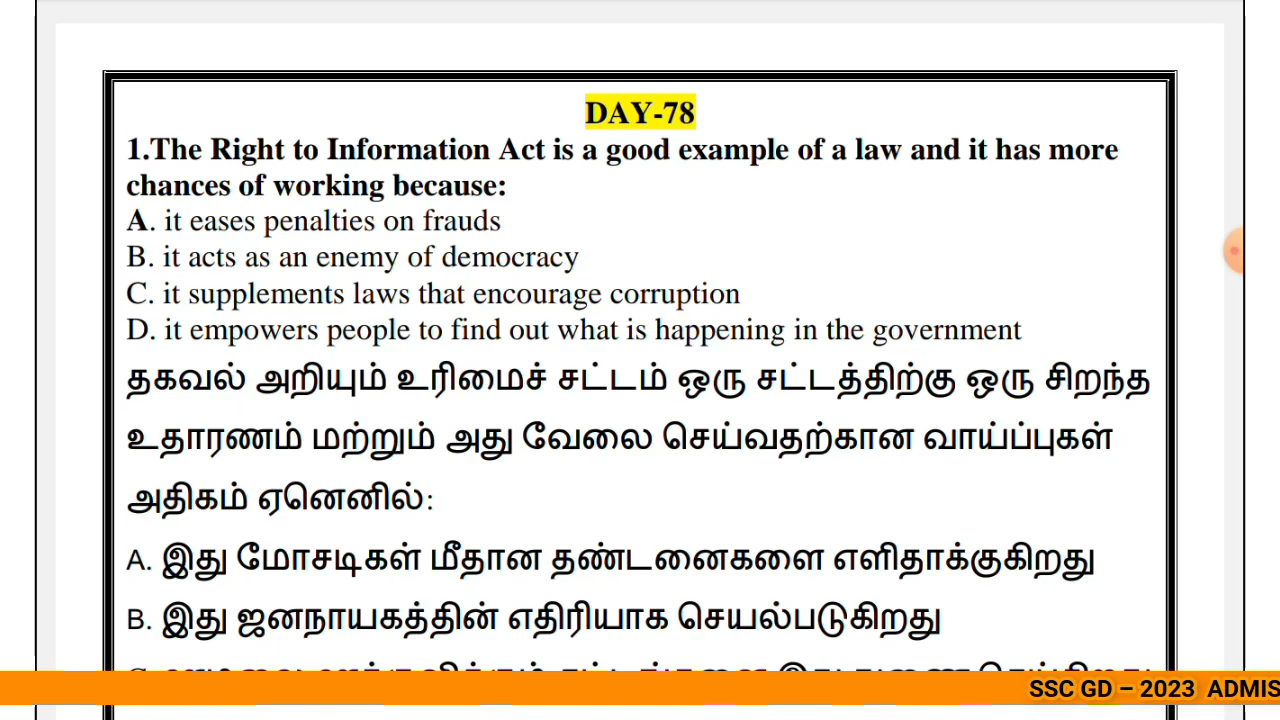 DAY-78
1.The Right to Information Act is a good example of a law and it has more
chances of working because:
A. it eases penalties on frauds
B. it acts as an enemy of democracy
C. it supplements laws that encourage corruption
D. it empowers people to find out what is happening in the government
தகவல் அறியும் உரிமைச் சட்டம் ஒரு சட்டத்திற்கு ஒரு சிறந்த
உதாரணம் மற்றும் அது வேலை செய்வதற்கான வாய்ப்புகள்
அதிகம் ஏனெனில்:
A. இது மோசடிகள் மீதான தண்டனைகளை எளிதாக்குகிறது
B. இது ஜனநாயகத்தின் எதிரியாக செயல்படுகிறது
SSC GD – 2023 ADMIS